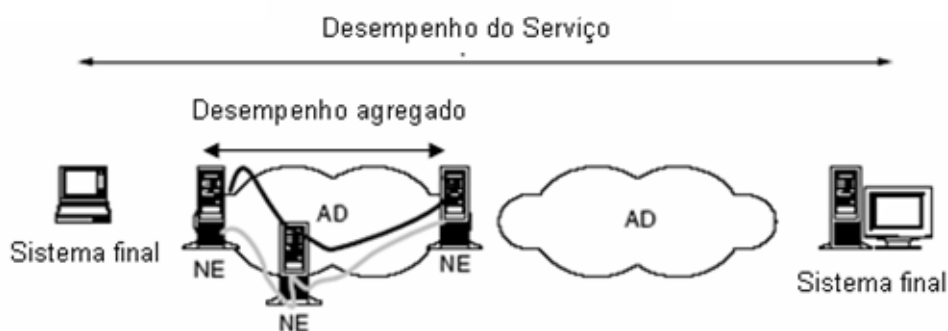 Desempenho do Serviço
Desempenho agregado
AD
AD
Sistema final
NE
NE
NE
Sistema final